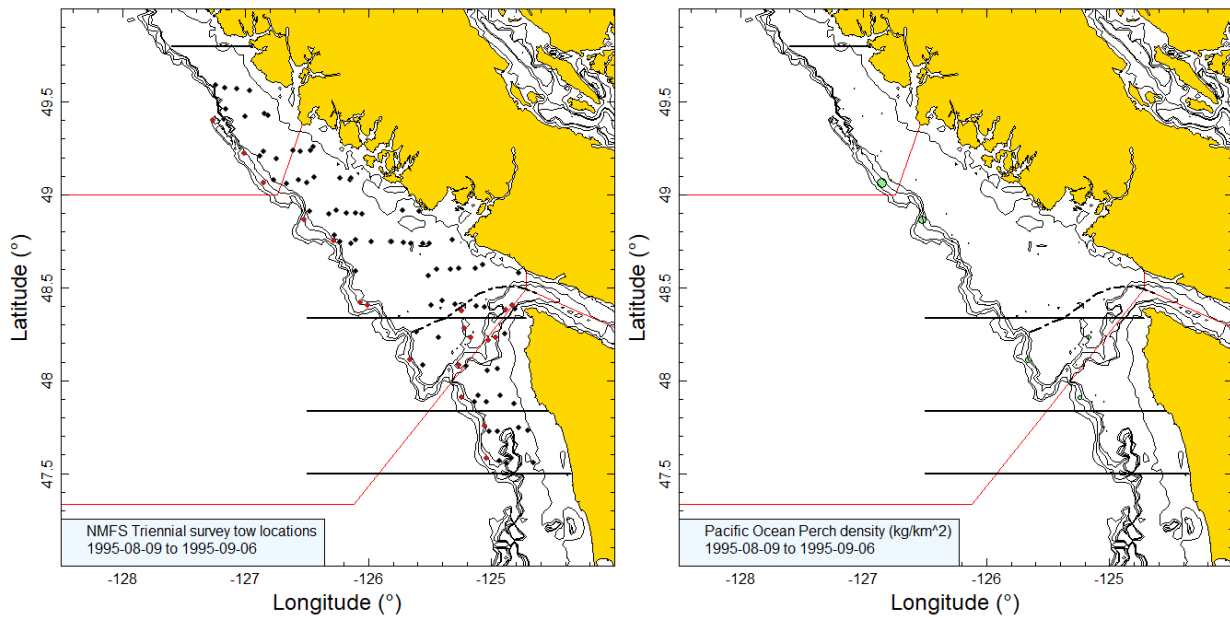 49.5
49
48.5
48
47.5
Latitude (°)
NMFS Triennial survey tow locations
1995-08-09 to 1995-09-06
-128
-127
-126
-125
Longitude (°)
49.5
49
48.5
48
47.5
Latitude (°)
Pacific Ocean Perch density (kg/km^2)
1995-08-09 to 1995-09-06
-128
-127
-126
-125
Longitude (°)